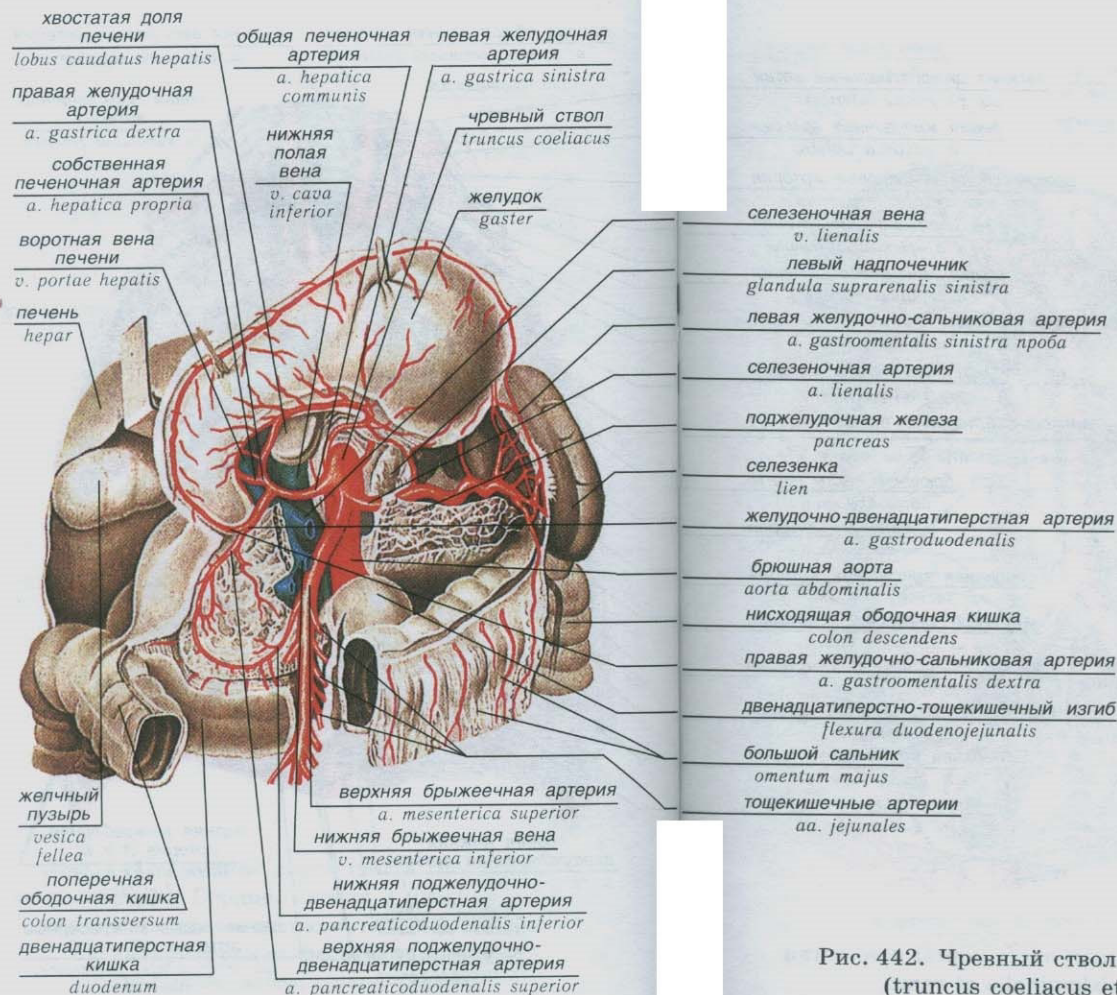 хвостатая доля
печени
lobus caudatus hepatis
правая желудочная
артерия
a. gastrica dextra
собственная
печеночная артерия
a. hepatica propria
воротная вена
печени
v. portae hepatis
печень
hepar
общая печеночная
артерия
a. hepatica
communis
нижняя
полая
вена
v. cava
inferior
левая желудочная
артерия
a. gastrica sinistra
чревный ствол
truncus coeliacus
желудок
gaster
селезеночная вена
v. lienalis
левый надпочечник
glandula suprarenalis sinistra
левая желудочно-сальниковая артерия
a. gastroomentalis sinistra проба
селезеночная артерия
a. lienalis
поджелудочная железа
pancreas
селезенка
lien
желудочно-двенадцатиперстная артерия
a. gastroduodenalis
брюшная аорта
aorta abdominalis
нисходящая ободочная кишка
colon descendens
правая желудочно-сальниковая артерия
a. gastroomentalis dextra
двенадцатиперстно-тощекишечный изгиб
flexura duodenojejunalis
большой сальник
omentum majus
тощекишечные артерии
aa. jejunales
желчный
пузырь
vesica
fellea
поперечная
ободочная кишка
colon transversum
двенадцатиперстная
кишка
duodenum
верхняя брыжеечная артерия
a. mesenterica superior
нижняя брыжеечная вена
v. mesenterica inferior
нижняя поджелудочно-
двенадцатиперстная артерия
a. pancreaticoduodenalis inferior
верхняя поджелудочно-
двенадцатиперстная артерия
a. pancreaticoduodenalis superior
Рис. 442. Чревный ствол
(truncus coeliacus et